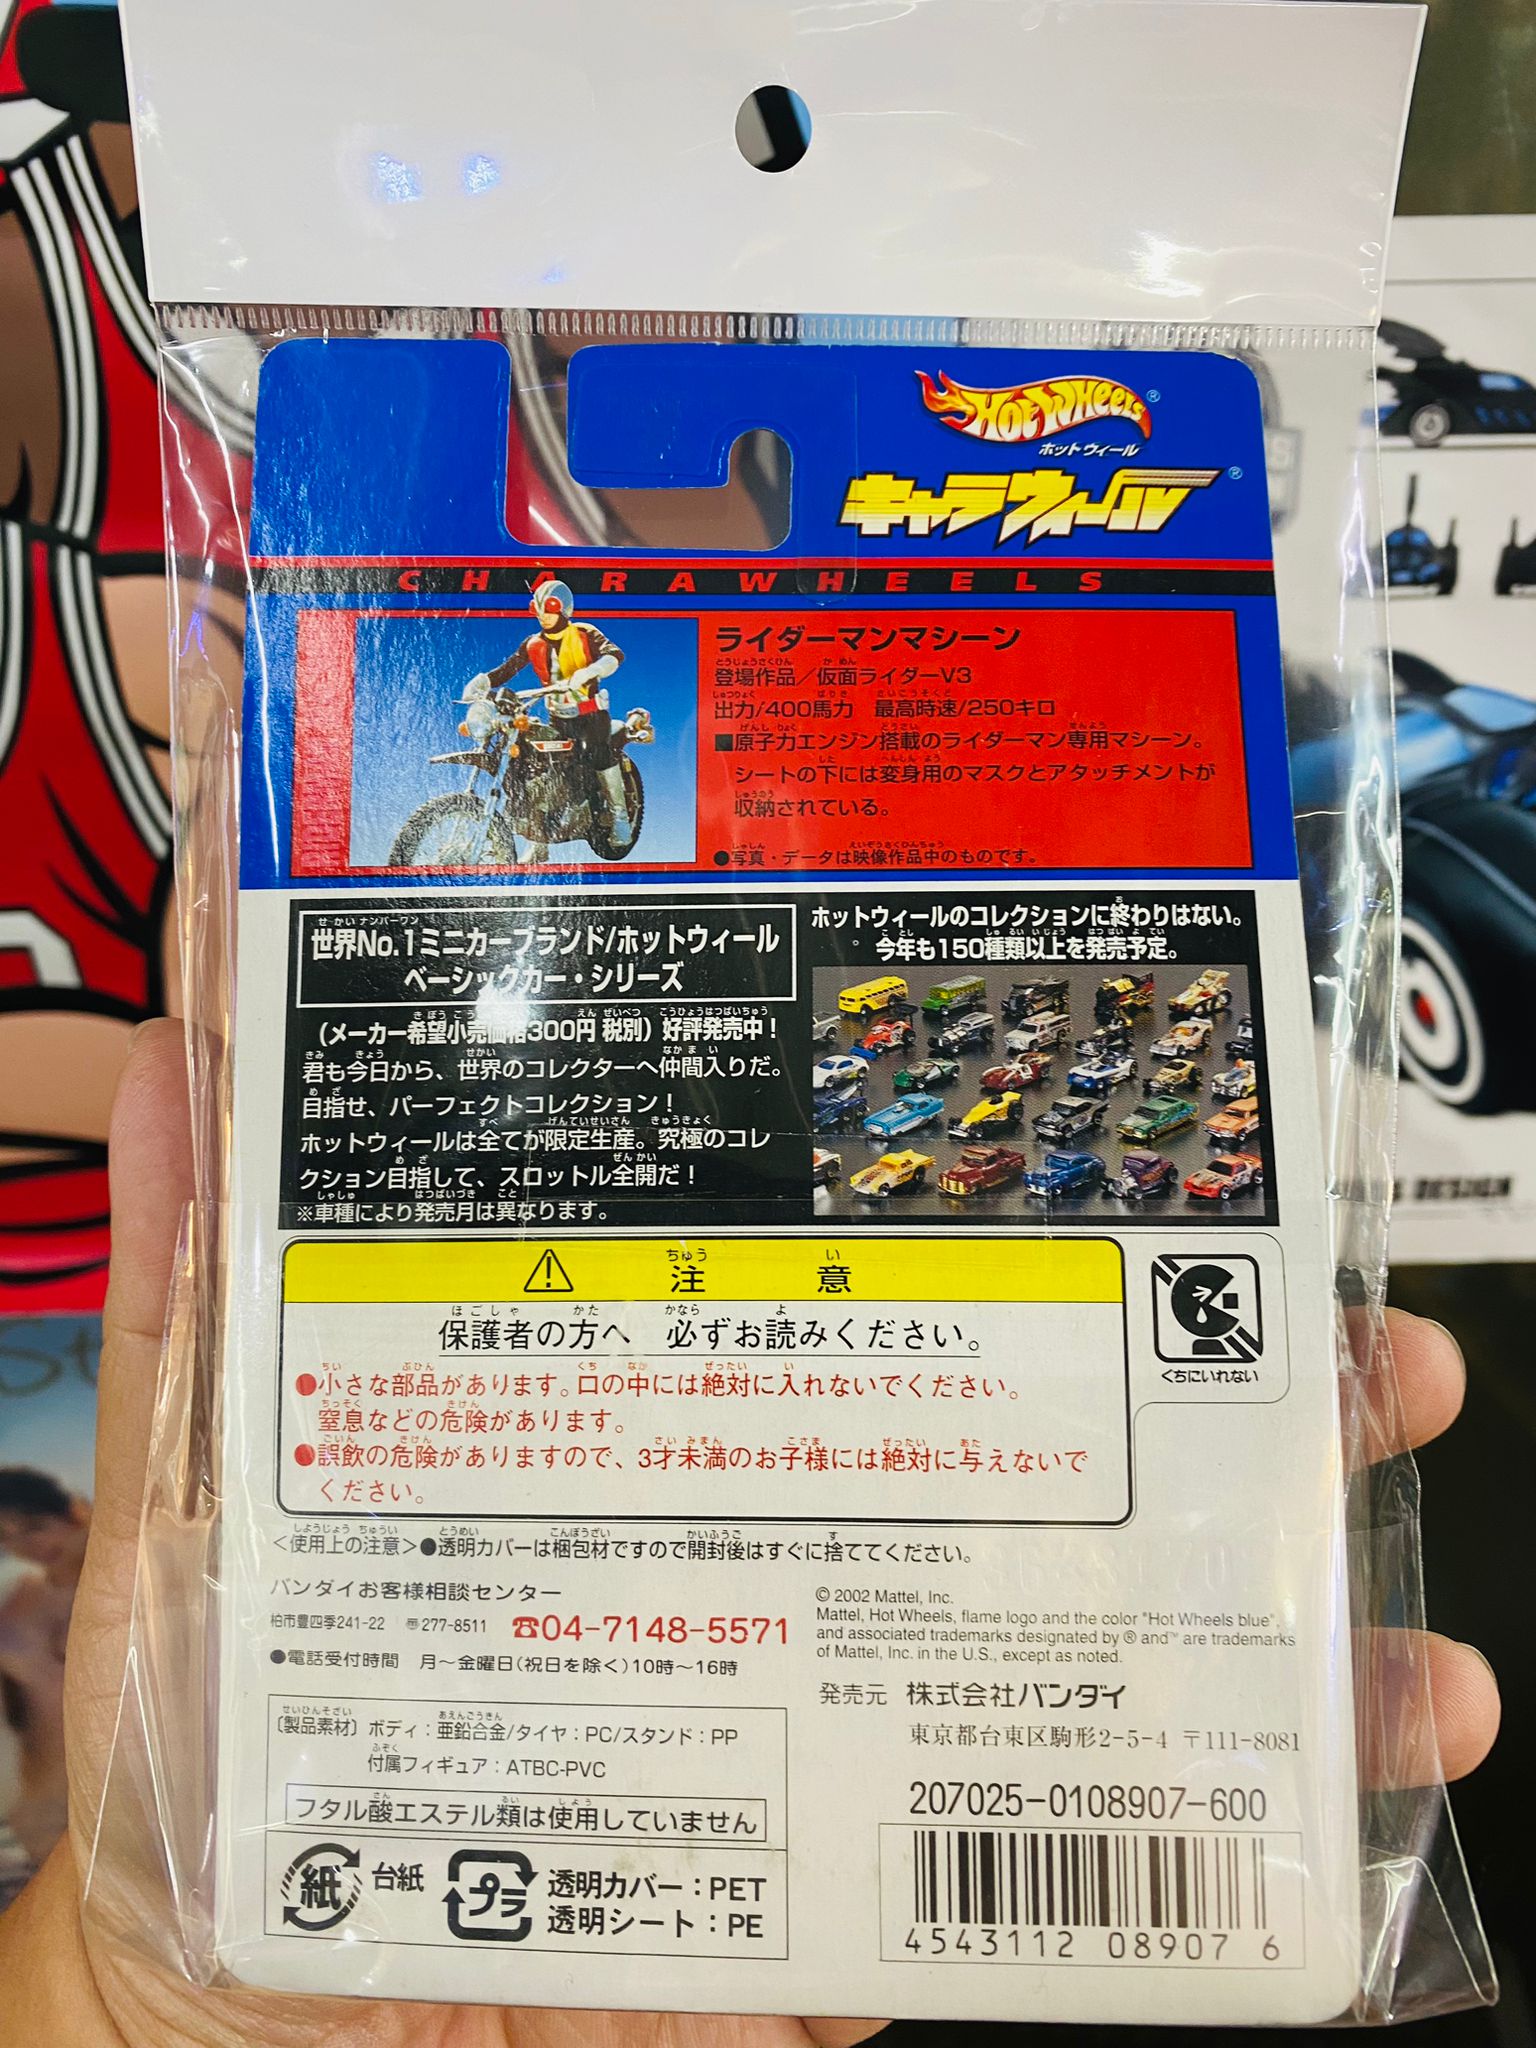 HOT WHEELS®
ホットウィール
キャラウィール®
CHARAWHEELS
ライダーマンマシーン
登場作品／仮面ライダーV3
出力/400馬力 最高時速/250キロ
■原子力エンジン搭載のライダーマン専用マシーン。
シートの下には変身用のマスクとアタッチメントが
収納されている。
●写真・データは映像作品中のものです。
世界No.1ミニカーブランド/ホットウィール
ベーシックカー・シリーズ
(メーカー希望小売価格300円 税別) 好評発売中！
君も今日から、世界のコレクターへ仲間入りだ。
目指せ、パーフェクトコレクション！
ホットウィールは全てが限定生産。究極のコレ
クション目指して、スロットル全開だ！
※車種により発売月は異なります。
ホットウィールのコレクションに終わりはない。
今年も150種類以上を発売予定。
注意
保護者の方へ 必ずお読みください。
●小さな部品があります。口の中には絶対に入れないでください。
窒息などの危険があります。
●誤飲の危険がありますので、3才未満のお子様には絶対に与えないで
ください。
くちにいれない
＜使用上の注意＞●透明カバーは梱包材ですので開封後はすぐに捨ててください。
バンダイお客様相談センター
柏市豊四季241-22 〒277-8511 ☎04-7148-5571
●電話受付時間 月～金曜日(祝日を除く)10時～16時
© 2002 Mattel, Inc.
Mattel, Hot Wheels, flame logo and the color "Hot Wheels blue",
and associated trademarks designated by ® and ™ are trademarks
of Mattel, Inc. in the U.S., except as noted.
発売元 株式会社バンダイ
東京都台東区駒形2-5-4 〒111-8081
〔製品素材〕ボディ：亜鉛合金/タイヤ：PC/スタンド：PP
付属フィギュア：ATBC-PVC
フタル酸エステル類は使用していません
紙 台紙
プラ 透明カバー：PET
透明シート：PE
207025-0108907-600
4543112 08907 6
DESIGN